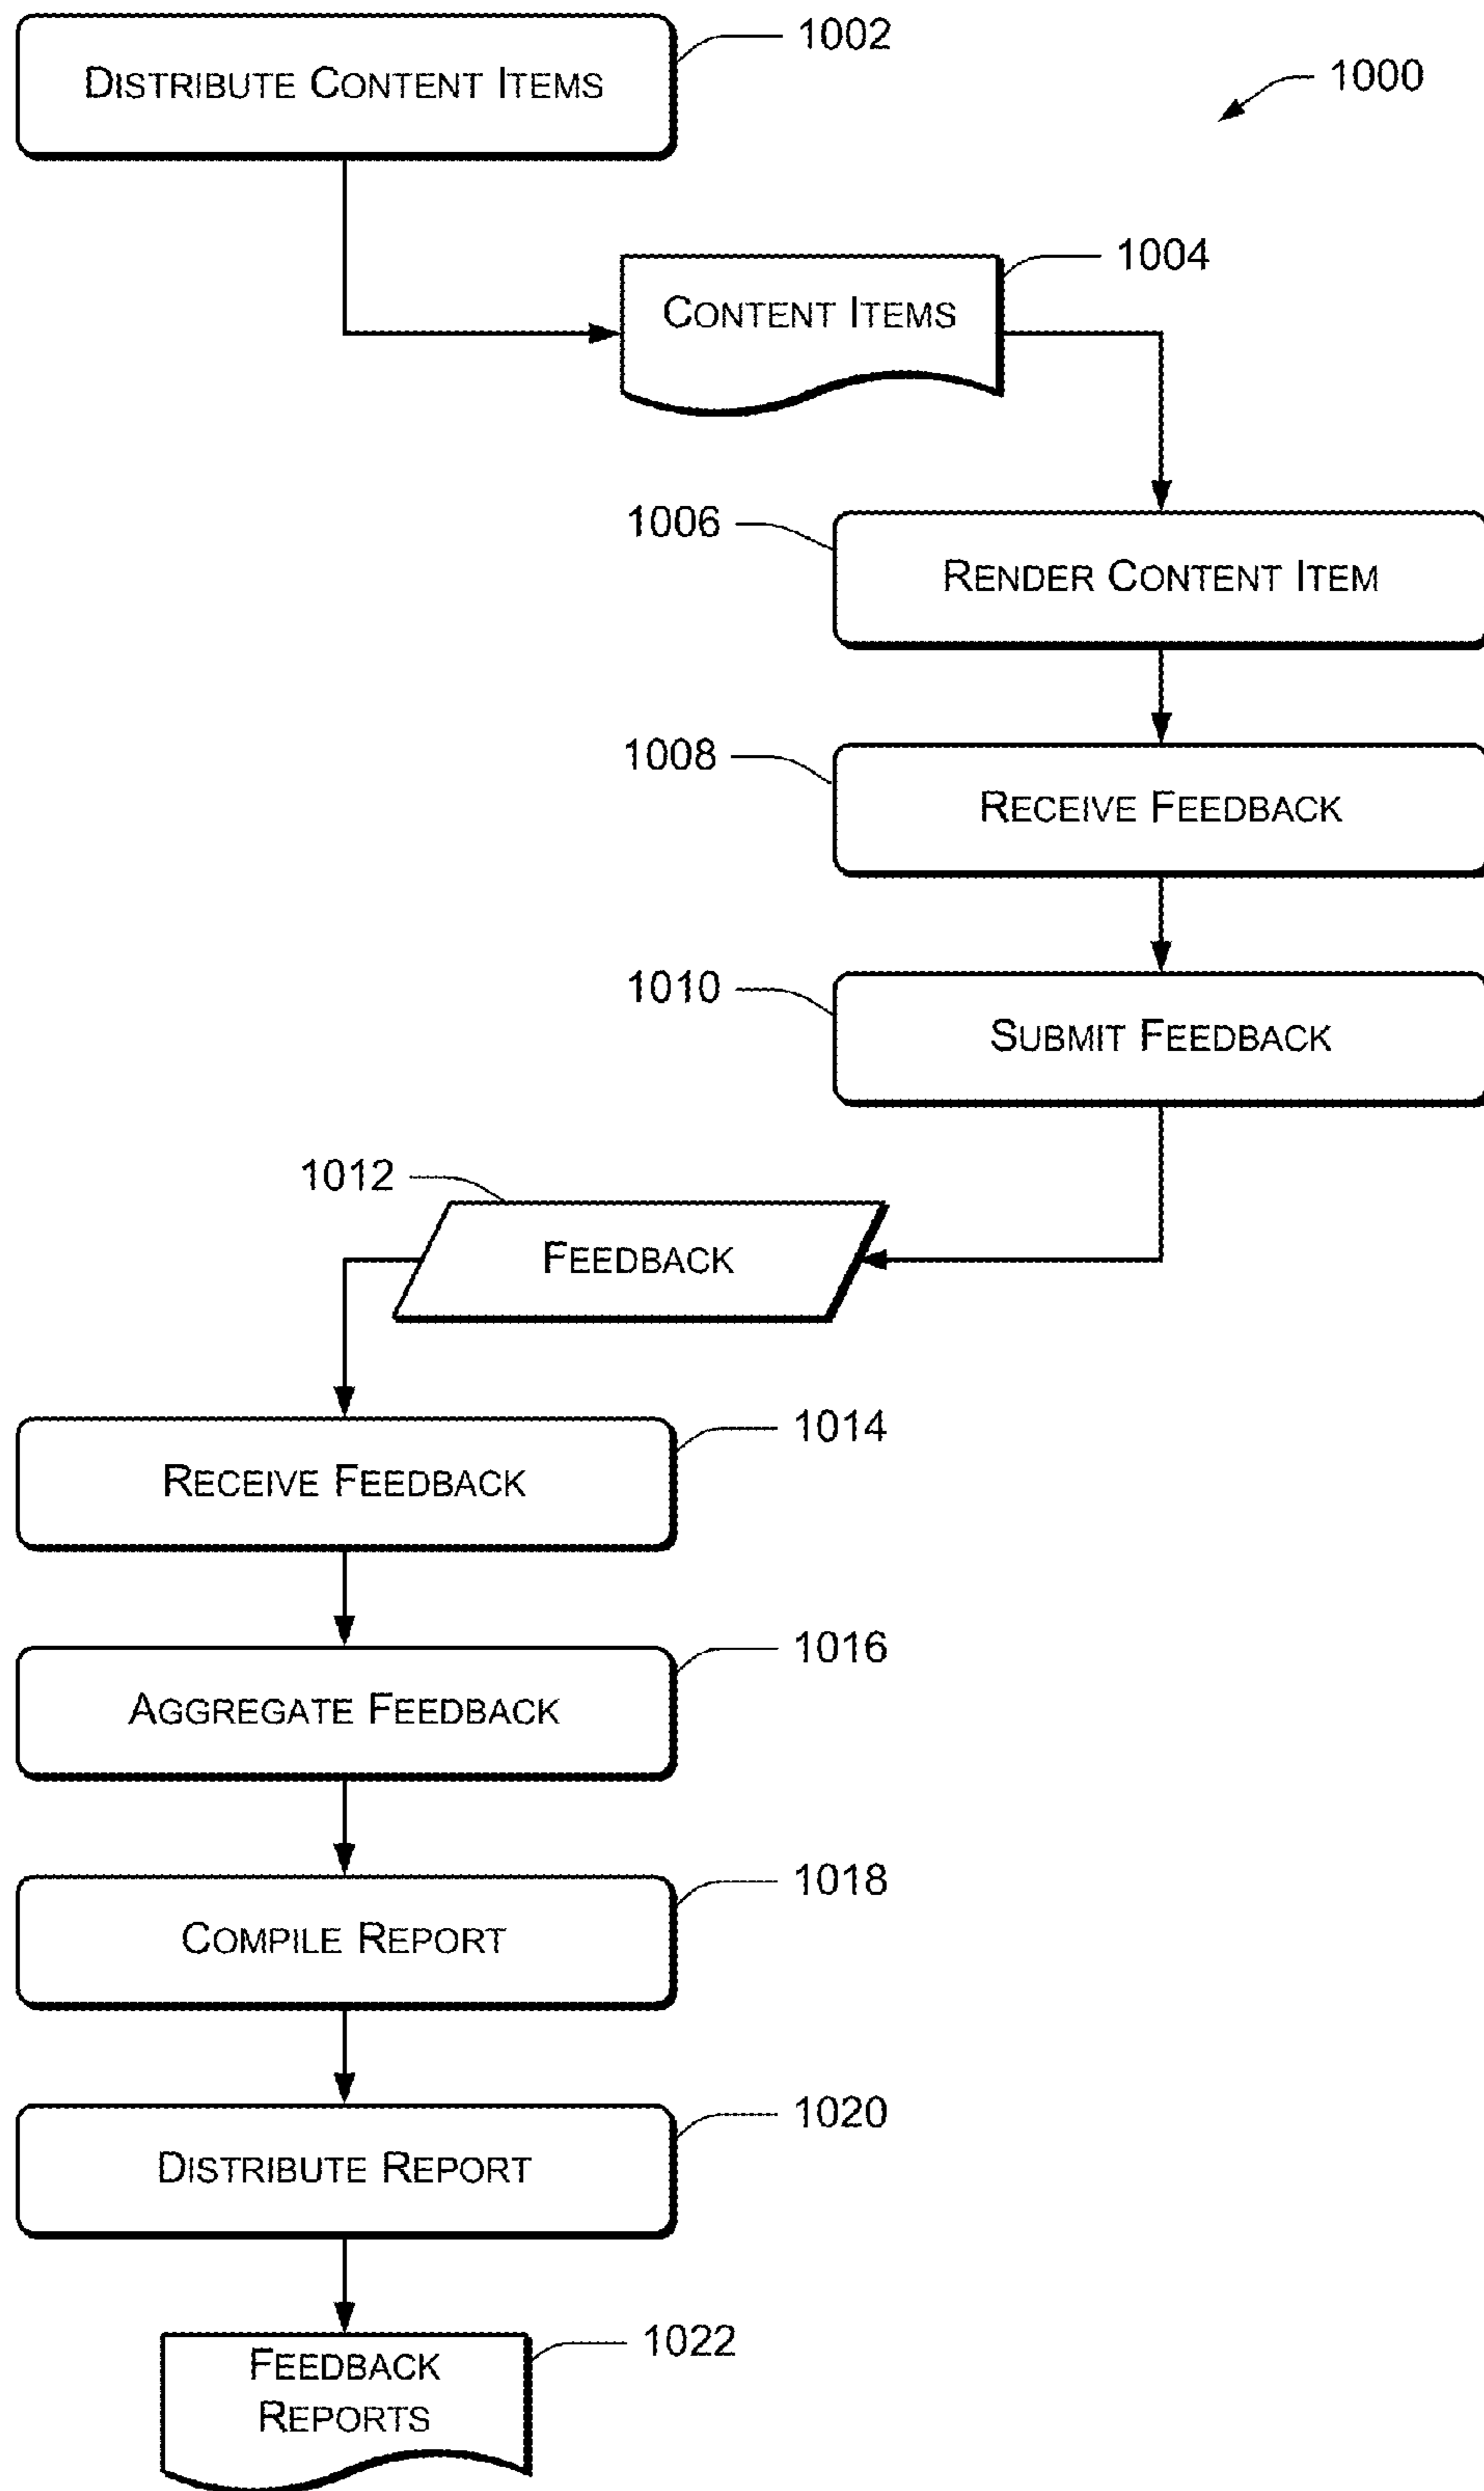 1002
DISTRIBUTE CONTENT ITEMS
1000
1004
CONTENT ITEMS
1006
RENDER CONTENT ITEM
1008
RECEIVE FEEDBACK
1010
SUBMIT FEEDBACK
1012
FEEDBACK
1014
RECEIVE FEEDBACK
1016
AGGREGATE FEEDBACK
1018
COMPILE REPORT
1020
DISTRIBUTE REPORT
1022
FEEDBACK
REPORTS